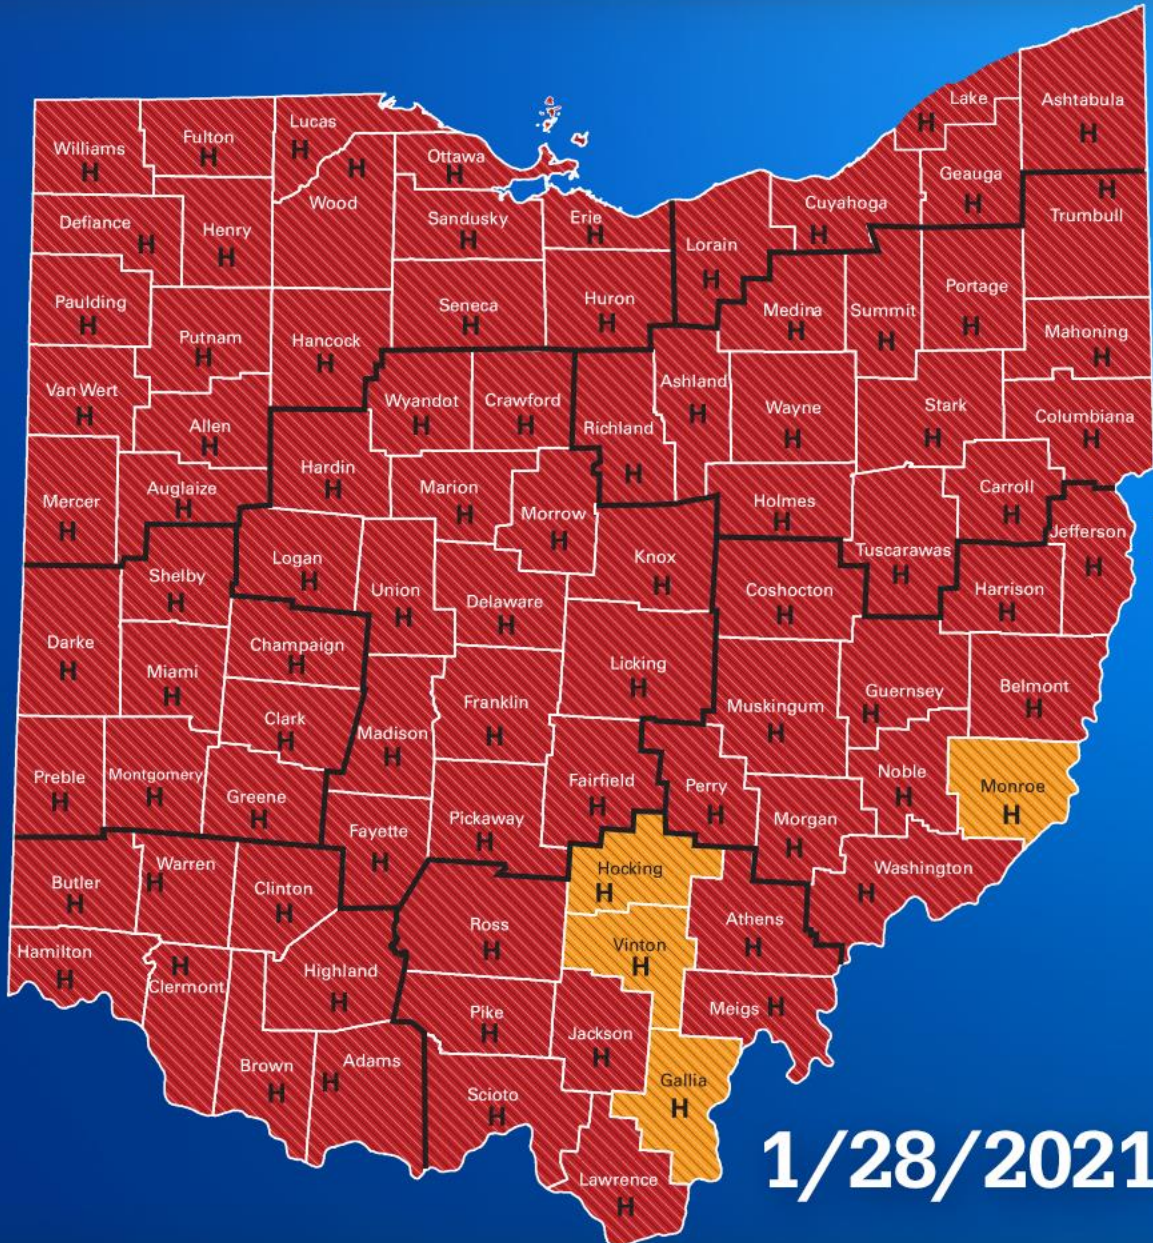 Lake
Ashtabula
H
H
Lucas
H
Fulton
H
Williams
H
H
Wood
Ottawa
H
Geauga
H
Cuyahoga
H
H
Trumbull
Defiance
H
Henry
H
Sandusky
H
Erie
H
Lorain
H
Paulding
H
Putnam
H
Hancock
H
Seneca
H
Huron
H
Medina
H
Summit
H
Portage
H
Mahoning
H
Van Wert
H
Allen
H
Wyandot
H
Crawford
H
Richland
H
Ashland
H
Wayne
H
Stark
H
Columbiana
H
Mercer
H
Auglaize
H
Hardin
H
Marion
H
Morrow
H
Holmes
H
Carroll
H
Jefferson
H
Shelby
H
Logan
H
Union
H
Delaware
H
Knox
H
Coshocton
H
Tuscarawas
H
Harrison
H
Darke
H
Miami
H
Champaign
H
Clark
H
Madison
H
Franklin
H
Licking
H
Muskingum
H
Guernsey
H
Belmont
H
Preble
H
Montgomery
H
Greene
H
Fayette
H
Pickaway
H
Fairfield
H
Perry
H
Morgan
H
Noble
H
Monroe
H
Butler
H
Warren
H
Clinton
H
Ross
H
Hocking
H
Vinton
H
Athens
H
Washington
H
Hamilton
H
H
Clermont
Highland
H
Pike
H
Jackson
H
Meigs H
Brown
H
Adams
H
Scioto
H
Gallia
H
Lawrence
H
1/28/2021